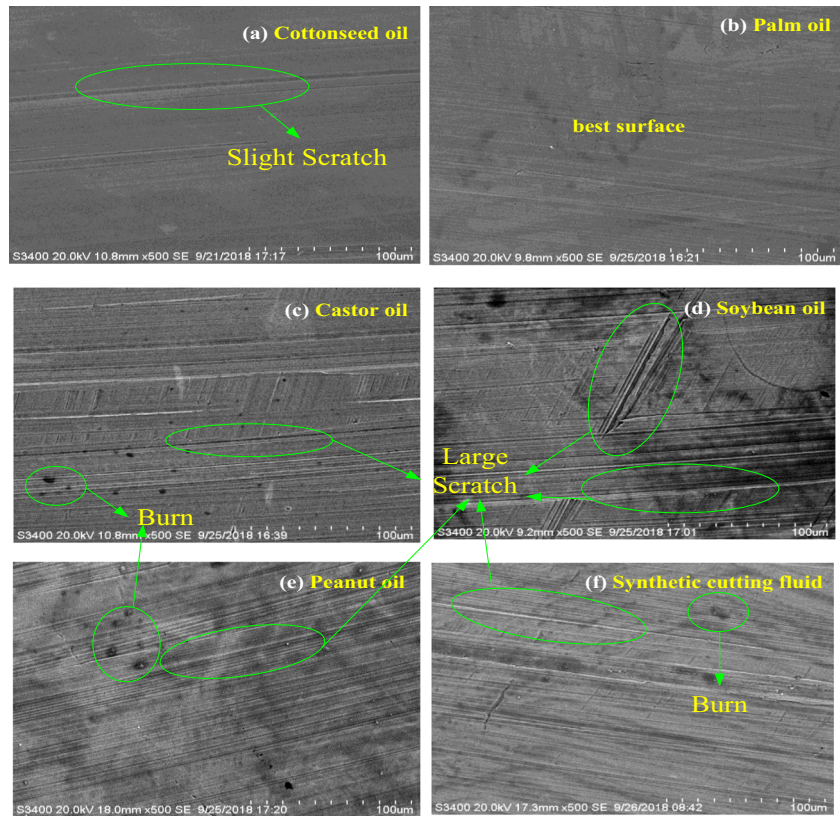 (a) Cottonseed oil
Slight Scratch
S3400 20.0kV 10.8mm x500 SE 9/21/2018 17:17
100um
(b) Palm oil
best surface
S3400 20.0kV 9.8mm x500 SE 9/25/2018 16:21
100um
(c) Castor oil
Burn
S3400 20.0kV 10.8mm x500 SE 9/25/2018 16:39
100um
(d) Soybean oil
Large
Scratch
S3400 20.0kV 9.2mm x500 SE 9/25/2018 17:01
100um
(e) Peanut oil
S3400 20.0kV 18.0mm x500 SE 9/25/2018 17:20
100um
(f) Synthetic cutting fluid
Burn
S3400 20.0kV 17.3mm x500 SE 9/26/2018 08:42
100um